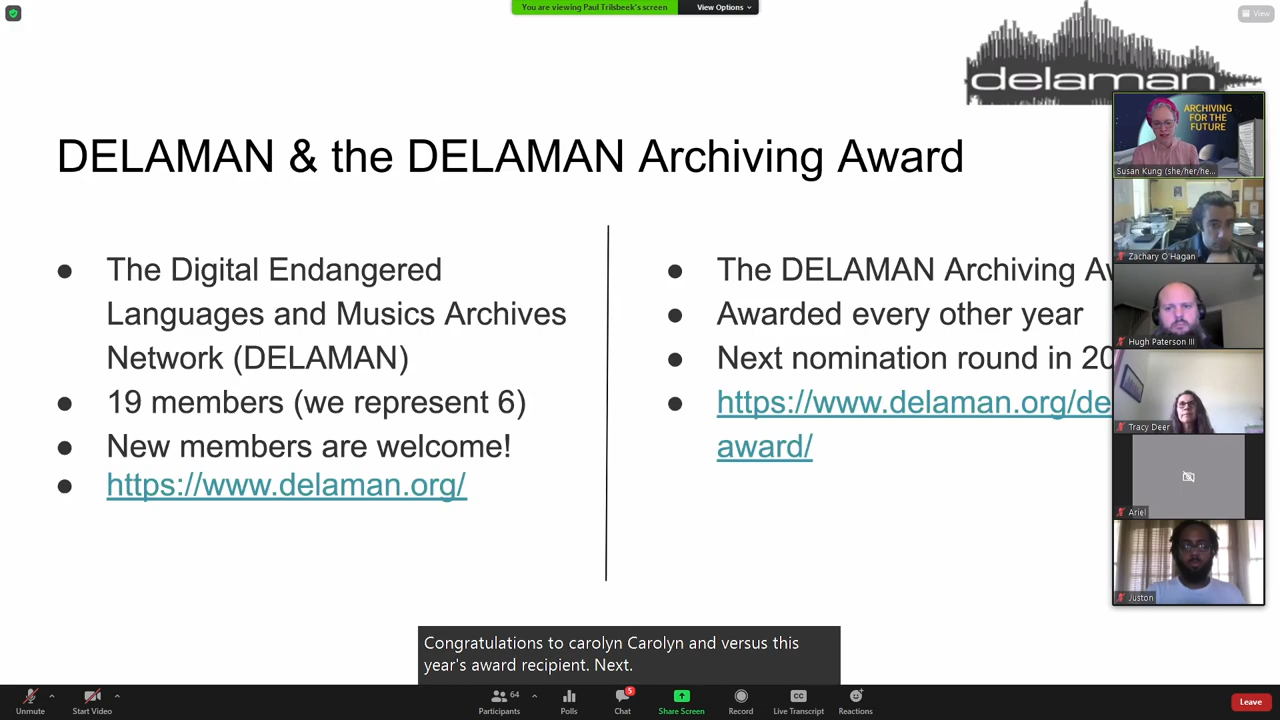 You are viewing Paul Trilsbeek's screen
View Options
View
delaman
DELAMAN & the DELAMAN Archiving Award
The Digital Endangered
Languages and Musics Archives
Network (DELAMAN)
19 members (we represent 6)
New members are welcome!
https://www.delaman.org/
The DELAMAN Archiving Aw
Awarded every other year
Next nomination round in 20
https://www.delaman.org/de
award/
ARCHIVING
FOR THE
FUTURE
Susan Kung (she/her/he...
Zachary O'Hagan
Hugh Paterson III
Tracy Deer
Ariel
Juston
Congratulations to carolyn Carolyn and versus this
year's award recipient. Next.
Unmute
Start Video
64
Participants
Polls
5
Chat
Share Screen
Record
CC
Live Transcript
Reactions
Leave